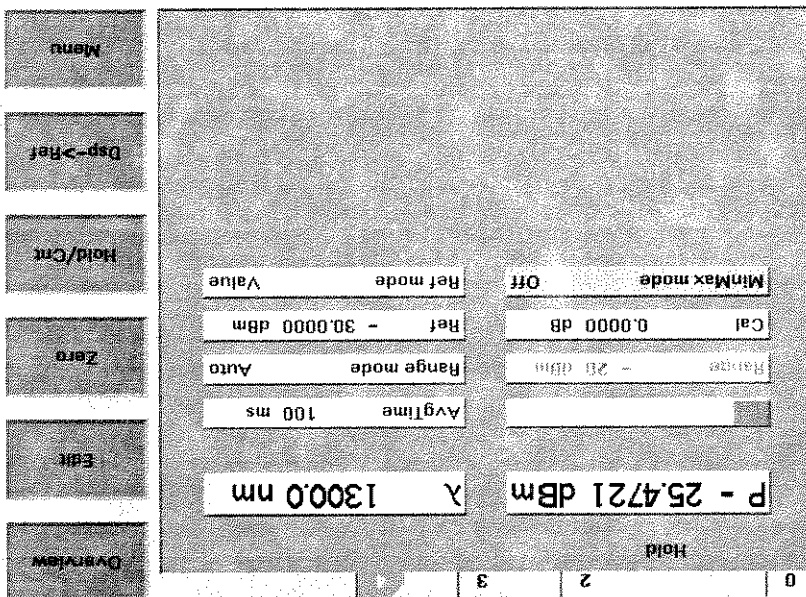 0 2 3
Hold
Overview
P - 25.4721 dBm
λ 1300.0 nm
Edit
AvgTime 100 ms
Range - 20 dBm
Range mode Auto
Zero
Cal 0.0000 dB
Ref - 30.0000 dBm
MinMax mode Off
Ref mode Value
Hold/Cnt
Dsp->Ref
Menu